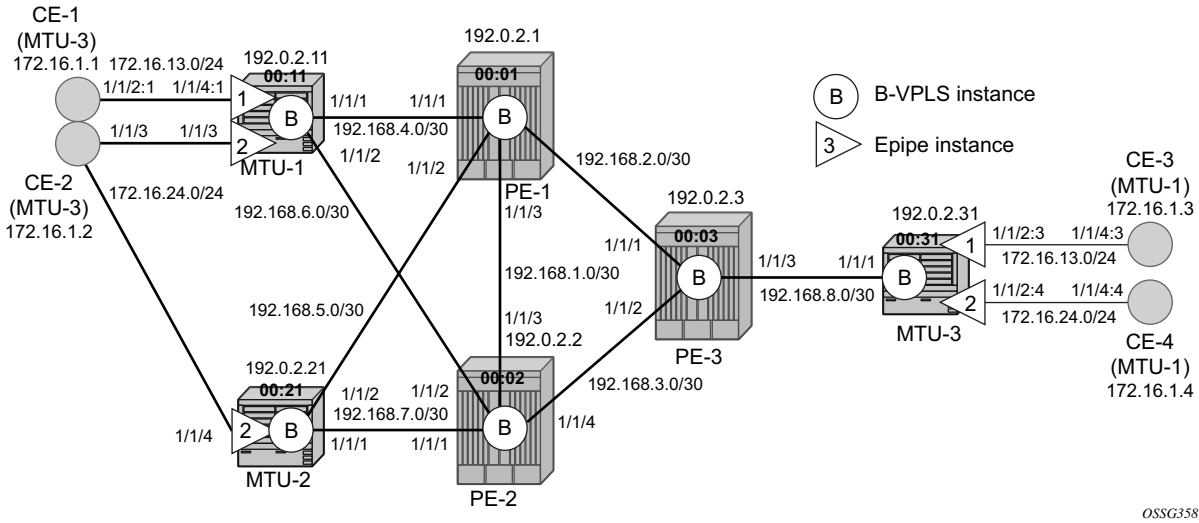 CE-1
(MTU-3)
172.16.1.1
172.16.13.0/24
1/1/2:1
1/1/4:1
192.0.2.11
00:11
1
B
2
MTU-1
1/1/3
1/1/3
CE-2
(MTU-3)
172.16.1.2
172.16.24.0/24
1/1/1
1/1/1
192.168.4.0/30
1/1/2
1/1/2
192.0.2.1
00:01
B
PE-1
1/1/3
192.168.6.0/30
192.168.2.0/30
192.168.1.0/30
192.168.5.0/30
1/1/3
192.0.2.2
192.0.2.21
00:21
2
B
1/1/4
MTU-2
1/1/2
1/1/2
192.168.7.0/30
1/1/1
1/1/1
00:02
B
PE-2
1/1/4
192.168.3.0/30
192.0.2.3
00:03
1/1/1
B
1/1/2
PE-3
1/1/3
1/1/1
192.168.8.0/30
B
B-VPLS instance
3
Epipe instance
192.0.2.31
00:31
1
B
2
MTU-3
1/1/2:3
1/1/4:3
172.16.13.0/24
1/1/2:4
1/1/4:4
172.16.24.0/24
CE-3
(MTU-1)
172.16.1.3
CE-4
(MTU-1)
172.16.1.4
OSSG358